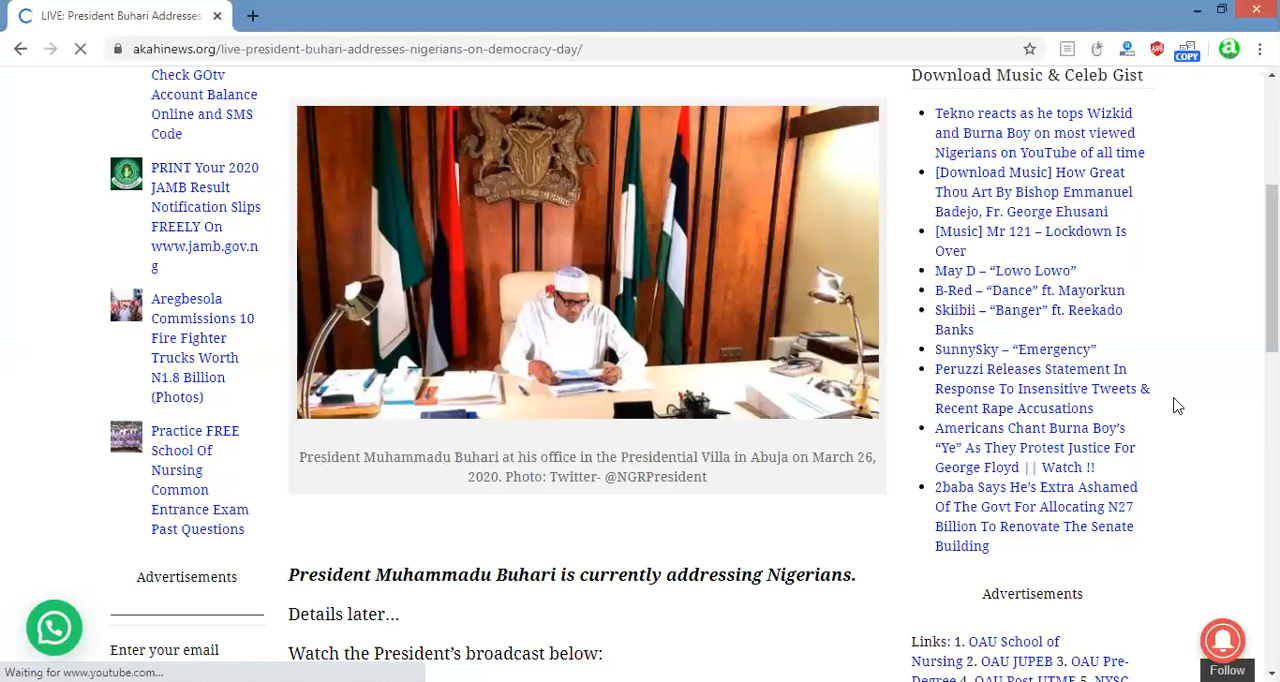 LIVE: President Buhari Addresses
akahinews.org/live-president-buhari-addresses-nigerians-on-democracy-day/
COPY
Check GOtv
Account Balance
Online and SMS
Code
PRINT Your 2020
JAMB Result
Notification Slips
FREELY On
www.jamb.gov.n
g
Aregbesola
Commissions 10
Fire Fighter
Trucks Worth
N1.8 Billion
(Photos)
Practice FREE
School Of
Nursing
Common
Entrance Exam
Past Questions
Advertisements
Enter your email
Waiting for www.youtube.com...
President Muhammadu Buhari at his office in the Presidential Villa in Abuja on March 26,
2020. Photo: Twitter- @NGRPresident
President Muhammadu Buhari is currently addressing Nigerians.
Details later…
Watch the President’s broadcast below:
Download Music & Celeb Gist
Tekno reacts as he tops Wizkid
and Burna Boy on most viewed
Nigerians on YouTube of all time
[Download Music] How Great
Thou Art By Bishop Emmanuel
Badejo, Fr. George Ehusani
[Music] Mr 121 – Lockdown Is
Over
May D – “Lowo Lowo”
B-Red – “Dance” ft. Mayorkun
Skiibii – “Banger” ft. Reekado
Banks
SunnySky – “Emergency”
Peruzzi Releases Statement In
Response To Insensitive Tweets &
Recent Rape Accusations
Americans Chant Burna Boy’s
“Ye” As They Protest Justice For
George Floyd || Watch !!
2baba Says He’s Extra Ashamed
Of The Govt For Allocating N27
Billion To Renovate The Senate
Building
Advertisements
Links: 1. OAU School of
Nursing 2. OAU JUPEB 3. OAU Pre-
Degree 4. OAU Post-UTME 5. NYSC
Follow